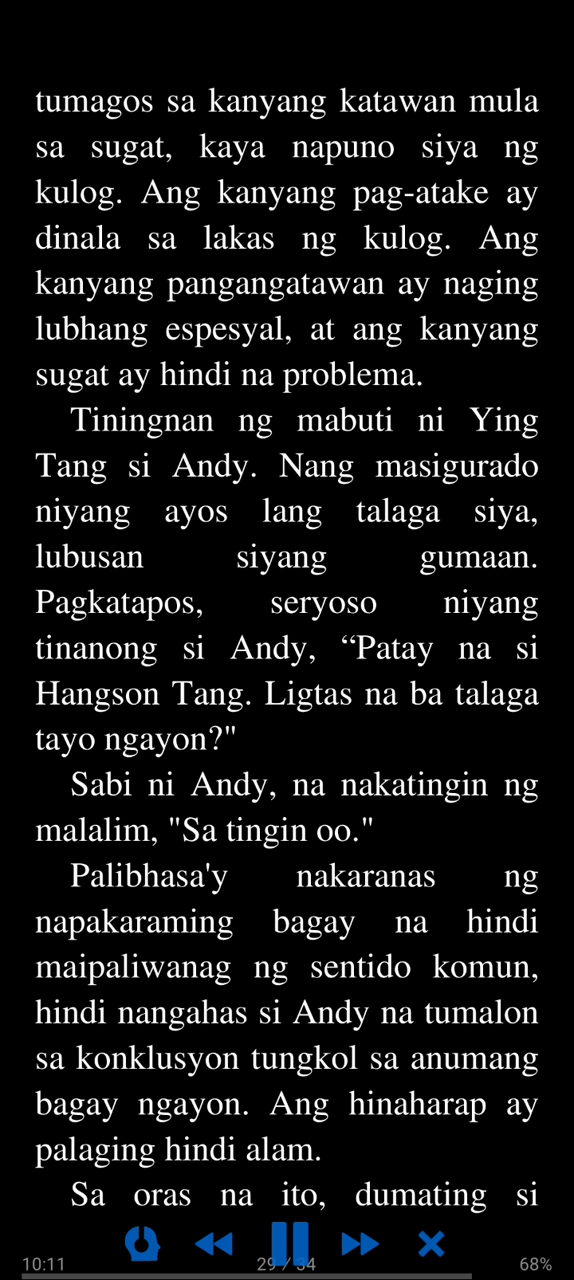 tumagos sa kanyang katawan mula
sa sugat, kaya napuno siya ng
kulog. Ang kanyang pag-atake ay
dinala sa lakas ng kulog. Ang
kanyang pangangatawan ay naging
lubhang espesyal, at ang kanyang
sugat ay hindi na problema.
Tiningnan ng mabuti ni Ying
Tang si Andy. Nang masigurado
niyang ayos lang talaga siya,
lubusan siyang gumaan.
Pagkatapos, seryoso niyang
tinanong si Andy, “Patay na si
Hangson Tang. Ligtas na ba talaga
tayo ngayon?"
Sabi ni Andy, na nakatingin ng
malalim, "Sa tingin oo."
Palibhasa'y nakaranas ng
napakaraming bagay na hindi
maipaliwanag ng sentido komun,
hindi nangahas si Andy na tumalon
sa konklusyon tungkol sa anumang
bagay ngayon. Ang hinaharap ay
palaging hindi alam.
Sa oras na ito, dumating si
10:11 29 / 34 68%